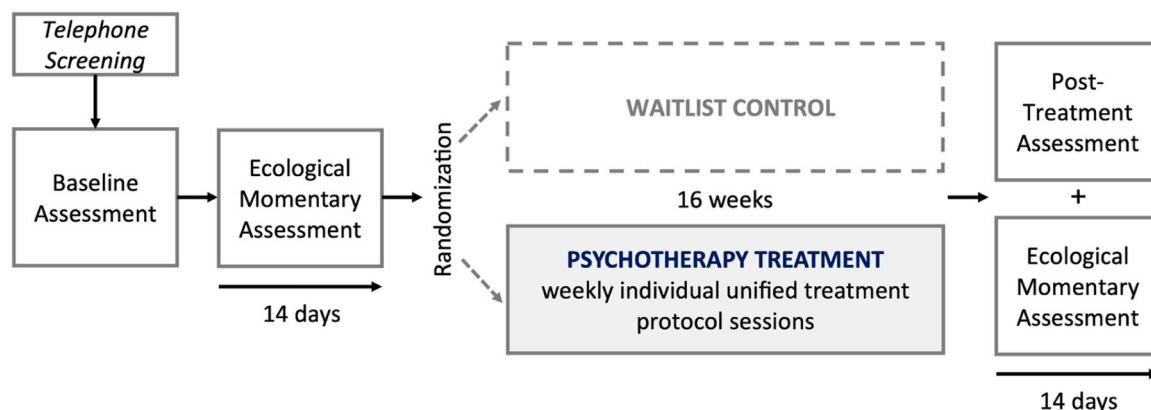 Telephone
Screening
Baseline
Assessment
Ecological
Momentary
Assessment
14 days
Randomization
WAITLIST CONTROL
16 weeks
PSYCHOTHERAPY TREATMENT
weekly individual unified treatment
protocol sessions
Post-
Treatment
Assessment
+
Ecological
Momentary
Assessment
14 days